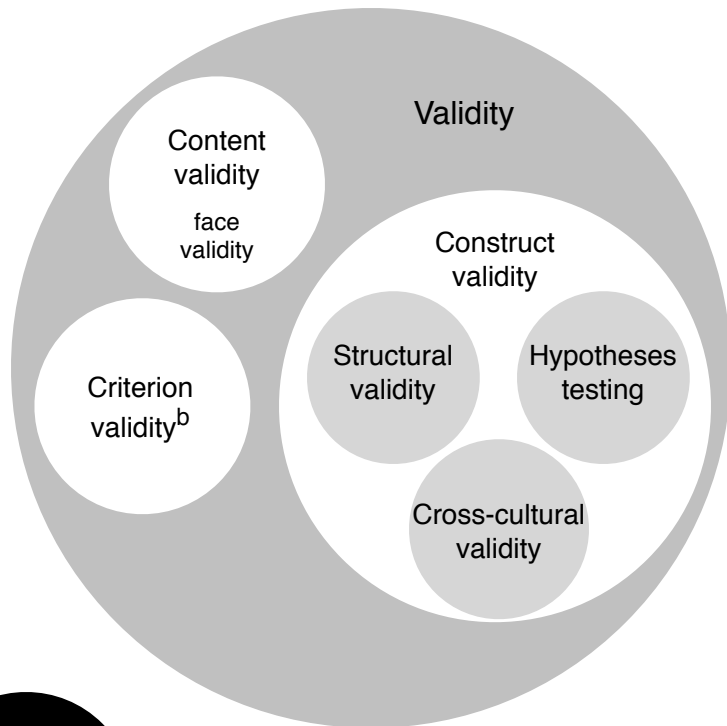 Validity
Content
validity
face
validity
Construct
validity
Structural
validity
Hypotheses
testing
Criterion
validityᵇ
Cross-cultural
validity